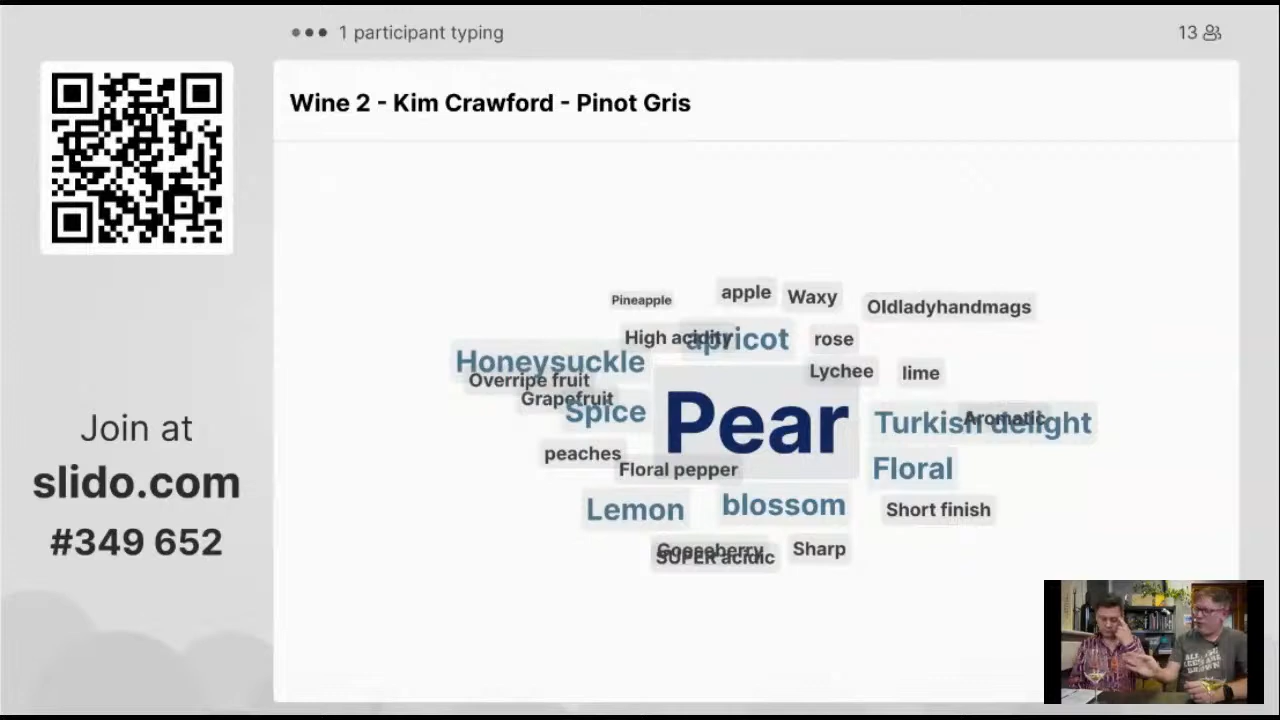 1 participant typing
13
Wine 2 - Kim Crawford - Pinot Gris
Join at
slido.com
#349 652
Pineapple
apple
Waxy
Oldladyhandmags
High acidity
apricot
rose
Honeysuckle
Lychee
lime
Overripe fruit
Grapefruit
Spice
Pear
Turkish delight
Aromatic
peaches
Floral pepper
Floral
Lemon
blossom
Short finish
Gooseberry
SUPER acidic
Sharp